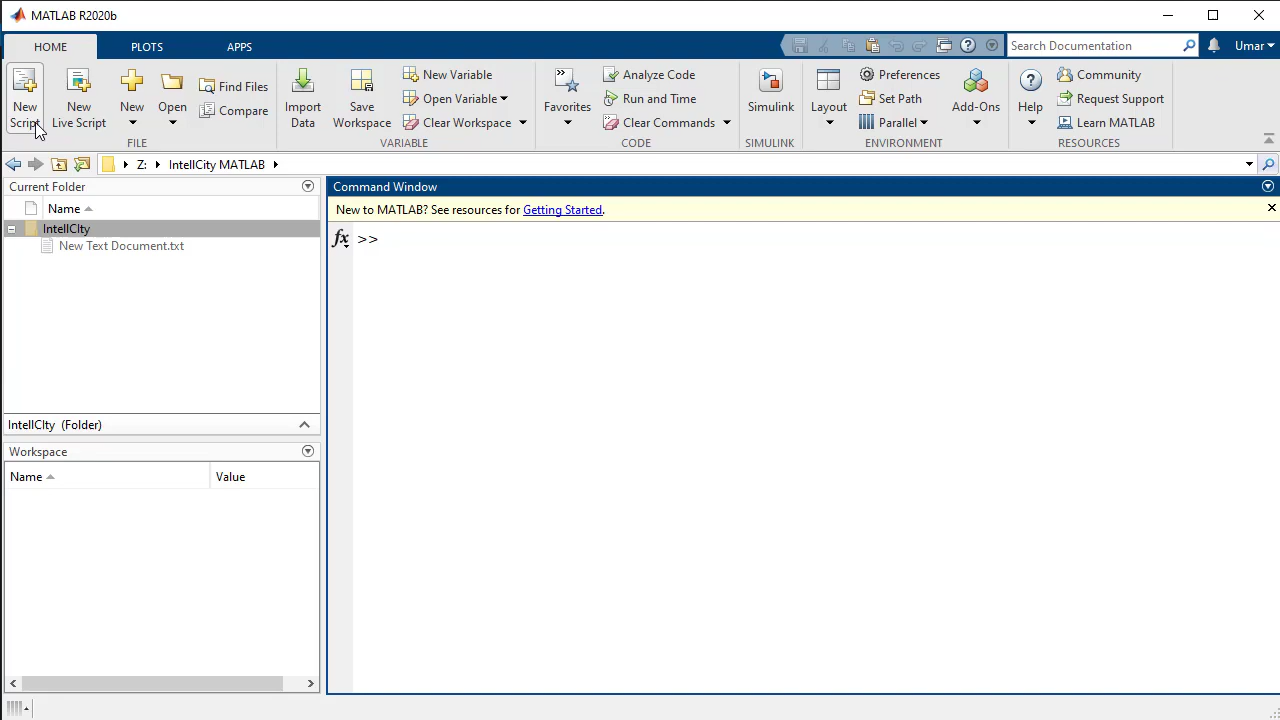 MATLAB R2020b
HOME PLOTS APPS
Search Documentation Umar
New Script
New Live Script
New
Open
Find Files
Compare
FILE
Import Data
Save Workspace
New Variable
Open Variable
Clear Workspace
VARIABLE
Favorites
Analyze Code
Run and Time
Clear Commands
CODE
Simulink
SIMULINK
Layout
Preferences
Set Path
Parallel
Add-Ons
ENVIRONMENT
Help
Community
Request Support
Learn MATLAB
RESOURCES
Z: IntellCity MATLAB
Current Folder
Name
IntellCIty
New Text Document.txt
IntellCIty (Folder)
Workspace
Name Value
Command Window
New to MATLAB? See resources for Getting Started.
fx >>